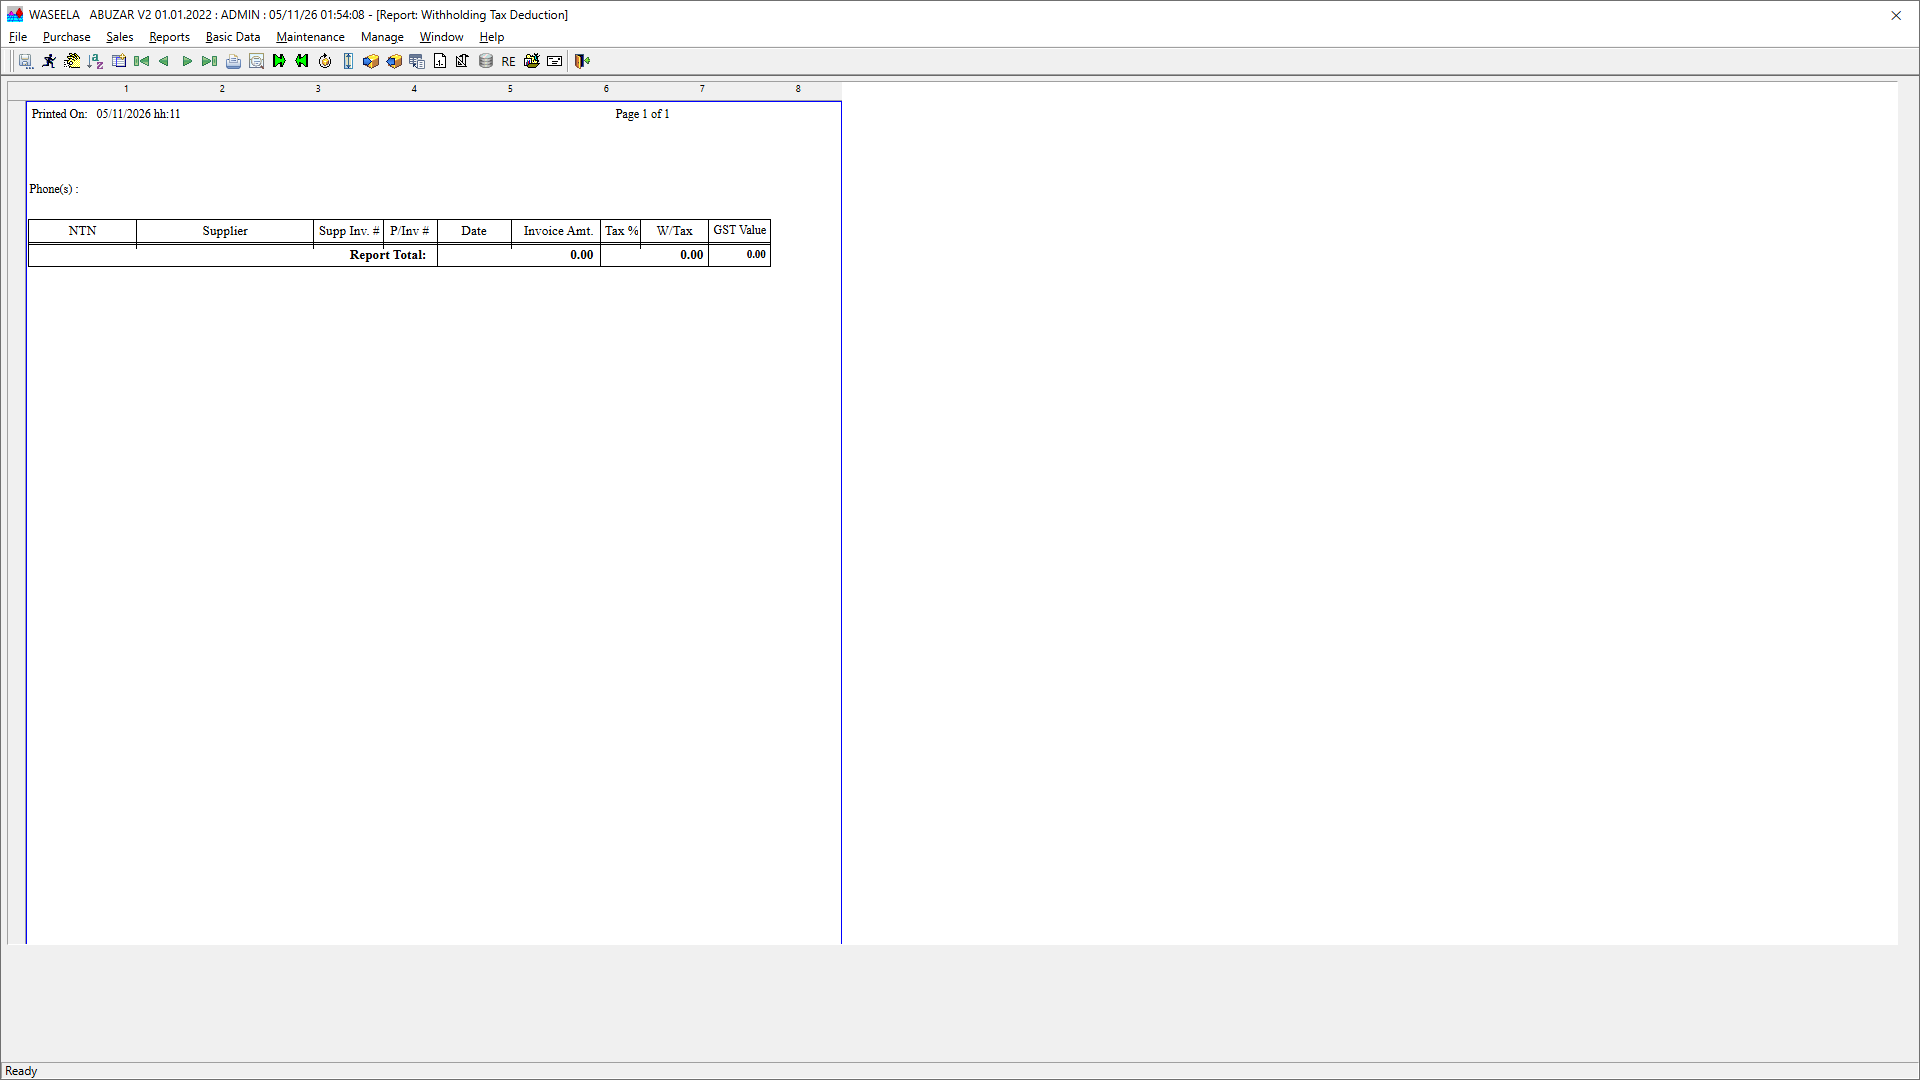 WASEELA   ABUZAR V2 01.01.2022 : ADMIN : 05/11/26 01:54:08 - [Report: Withholding Tax Deduction]
File Purchase Sales Reports Basic Data Maintenance Manage Window Help
RE
1 2 3 4 5 6 7 8
Printed On: 05/11/2026 hh:11 Page 1 of 1
Phone(s) :
NTN Supplier Supp Inv. # P/Inv # Date Invoice Amt. Tax % W/Tax GST Value
Report Total: 0.00 0.00 0.00
Ready